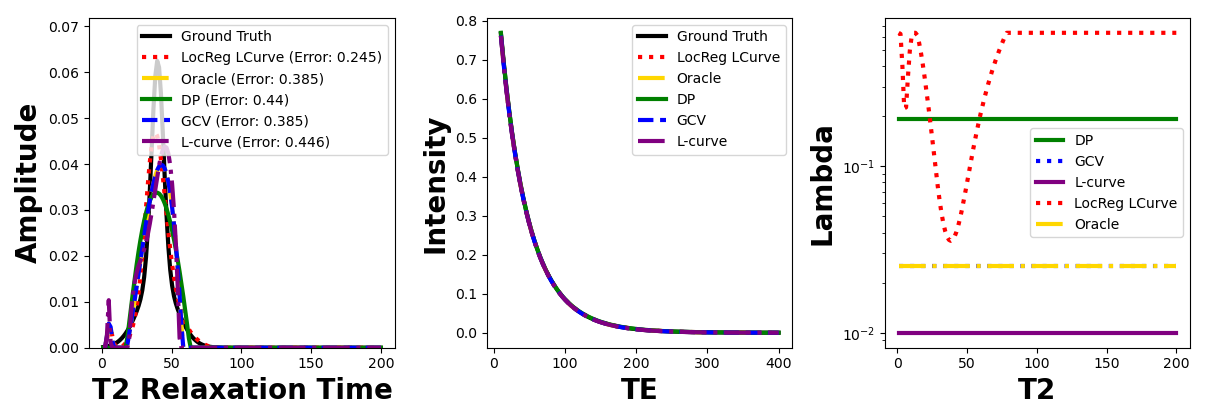 0.07
0.06
0.05
0.04
0.03
0.02
0.01
0.00
Amplitude
Ground Truth
LocReg LCurve (Error: 0.245)
Oracle (Error: 0.385)
DP (Error: 0.44)
GCV (Error: 0.385)
L-curve (Error: 0.446)
0 50 100 150 200
T2 Relaxation Time
0.8
0.7
0.6
0.5
0.4
0.3
0.2
0.1
0.0
Intensity
Ground Truth
LocReg LCurve
Oracle
DP
GCV
L-curve
0 100 200 300 400
TE
10⁻¹
10⁻²
Lambda
DP
GCV
L-curve
LocReg LCurve
Oracle
0 50 100 150 200
T2